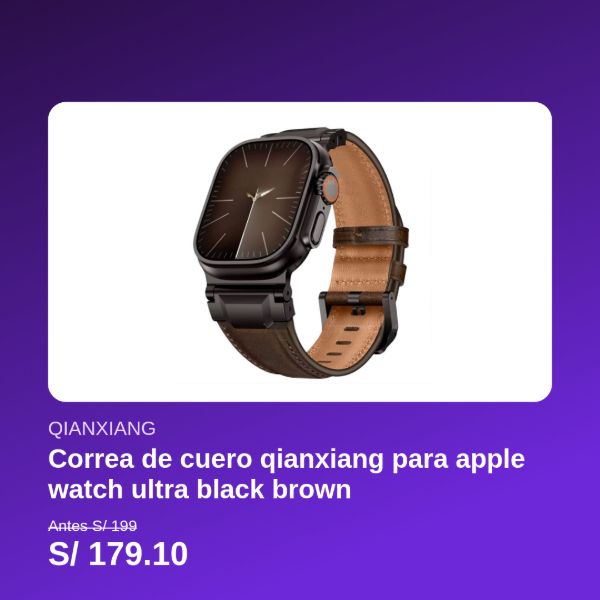 QIANXIANG
Correa de cuero qianxiang para apple
watch ultra black brown
Antes S/ 199
S/ 179.10